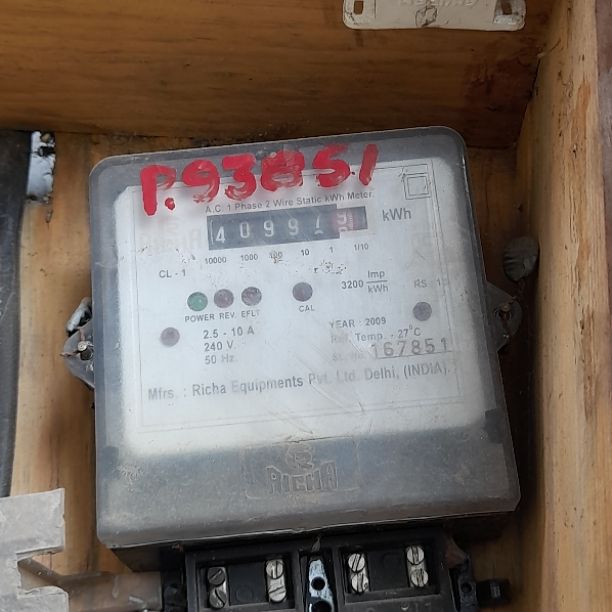 P.93851
A.C. 1 Phase 2 Wire Static kWh Meter.
40997 kWh
10000 1000 100 10 1 1/10
CL - 1
3200 Imp/kWh
POWER REV. EFLT CAL
2.5 - 10 A
240 V.
50 Hz.
YEAR : 2009
Ref. Temp. - 27°C
167851
Mfrs. : Richa Equipments Pvt. Ltd. Delhi, (INDIA).
RICHA